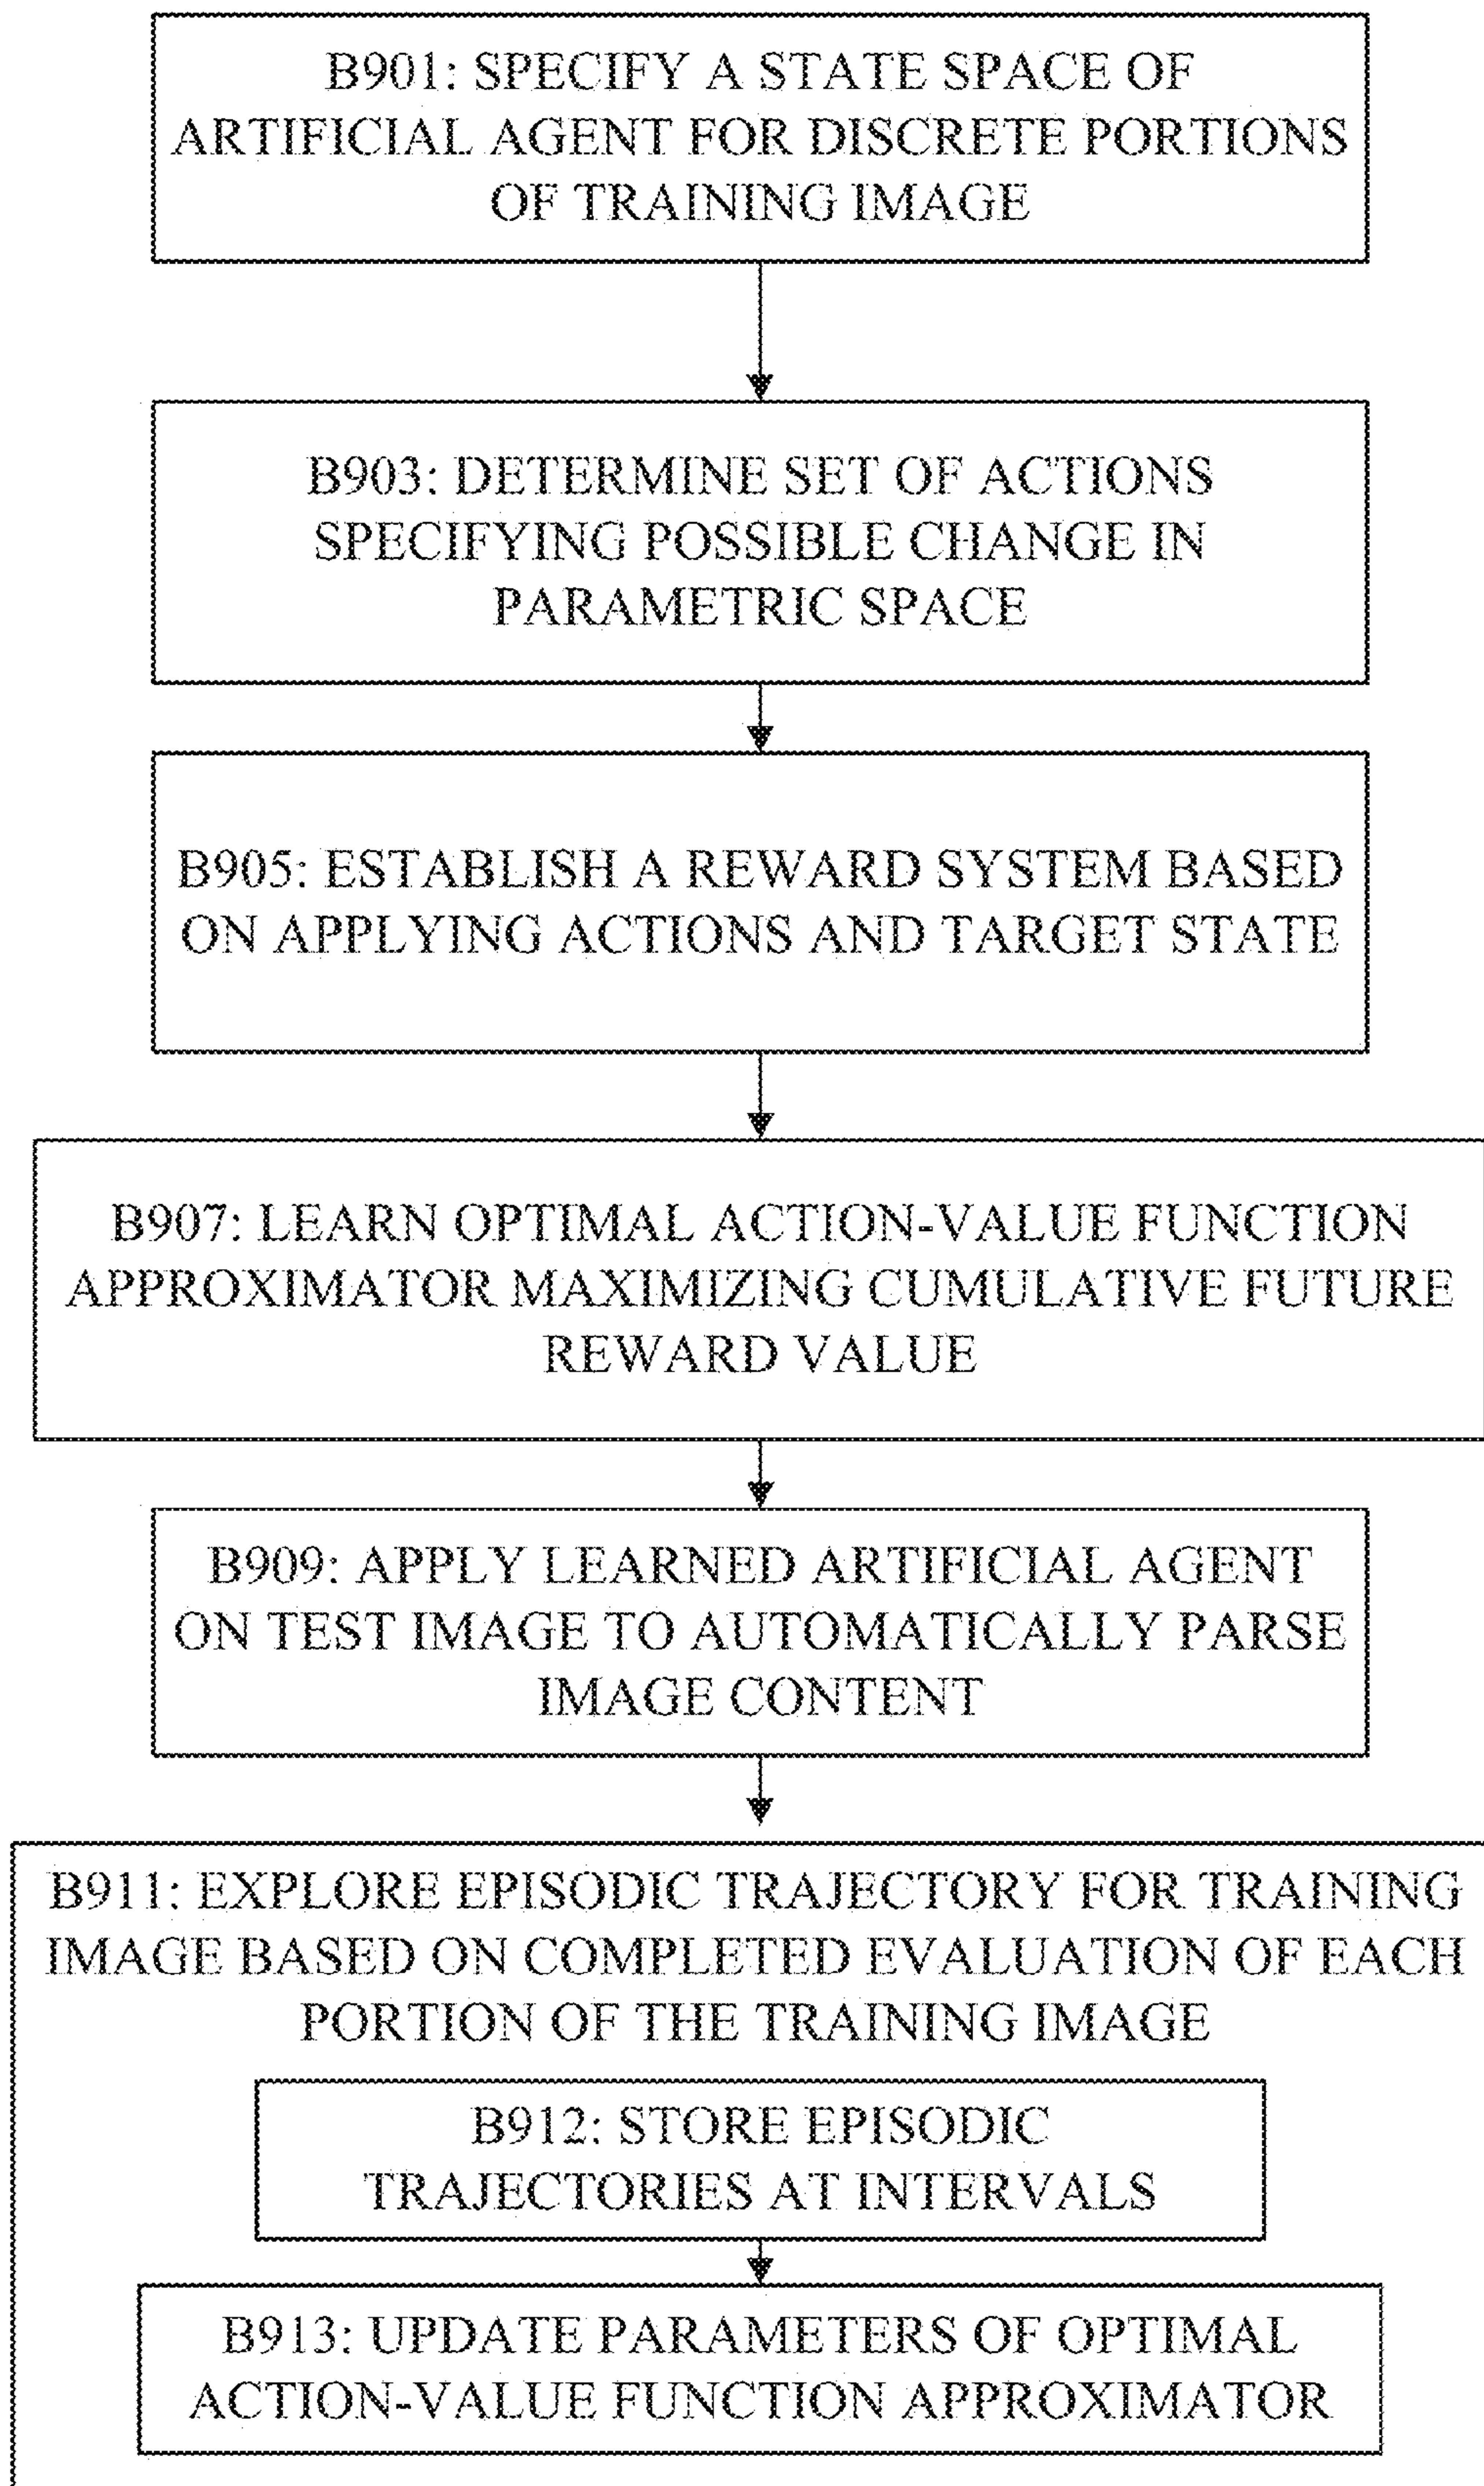 B901: SPECIFY A STATE SPACE OF
ARTIFICIAL AGENT FOR DISCRETE PORTIONS
OF TRAINING IMAGE
B903: DETERMINE SET OF ACTIONS
SPECIFYING POSSIBLE CHANGE IN
PARAMETRIC SPACE
B905: ESTABLISH A REWARD SYSTEM BASED
ON APPLYING ACTIONS AND TARGET STATE
B907: LEARN OPTIMAL ACTION-VALUE FUNCTION
APPROXIMATOR MAXIMIZING CUMULATIVE FUTURE
REWARD VALUE
B909: APPLY LEARNED ARTIFICIAL AGENT
ON TEST IMAGE TO AUTOMATICALLY PARSE
IMAGE CONTENT
B911: EXPLORE EPISODIC TRAJECTORY FOR TRAINING
IMAGE BASED ON COMPLETED EVALUATION OF EACH
PORTION OF THE TRAINING IMAGE
B912: STORE EPISODIC
TRAJECTORIES AT INTERVALS
B913: UPDATE PARAMETERS OF OPTIMAL
ACTION-VALUE FUNCTION APPROXIMATOR